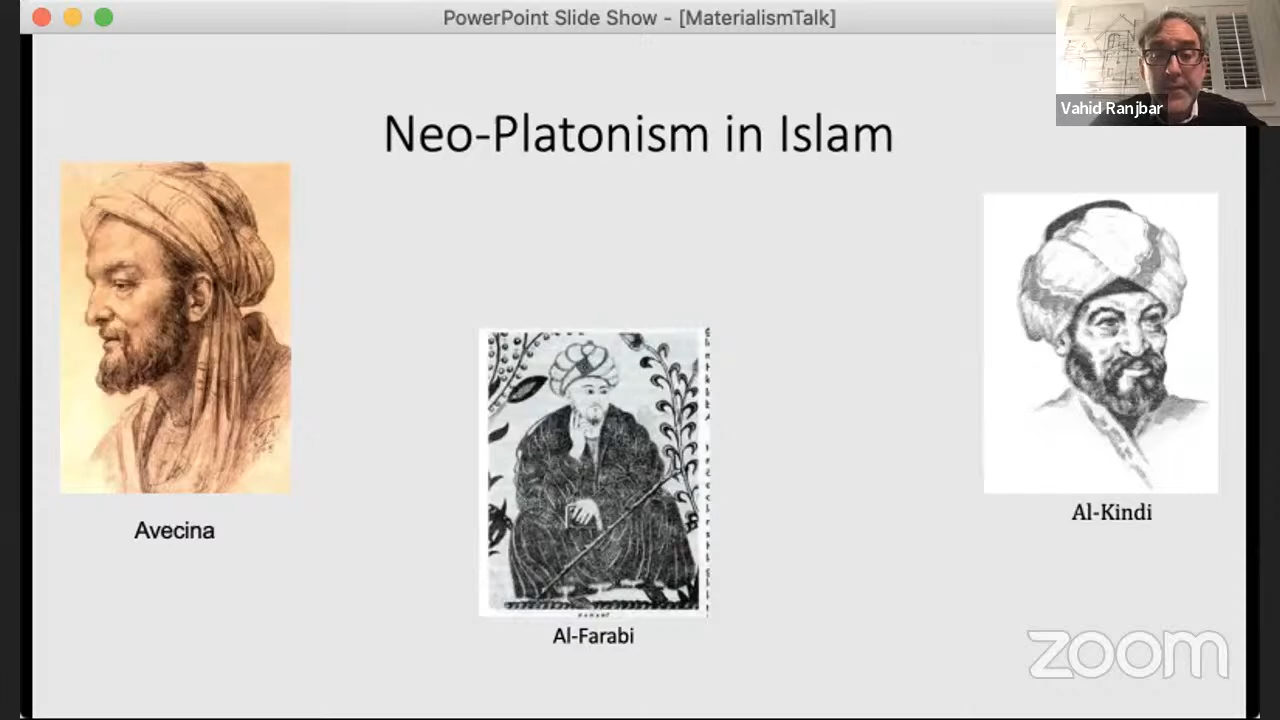 PowerPoint Slide Show - [MaterialismTalk]
Vahid Ranjbar
Neo-Platonism in Islam
Avecina
Al-Farabi
Al-Kindi
zoom